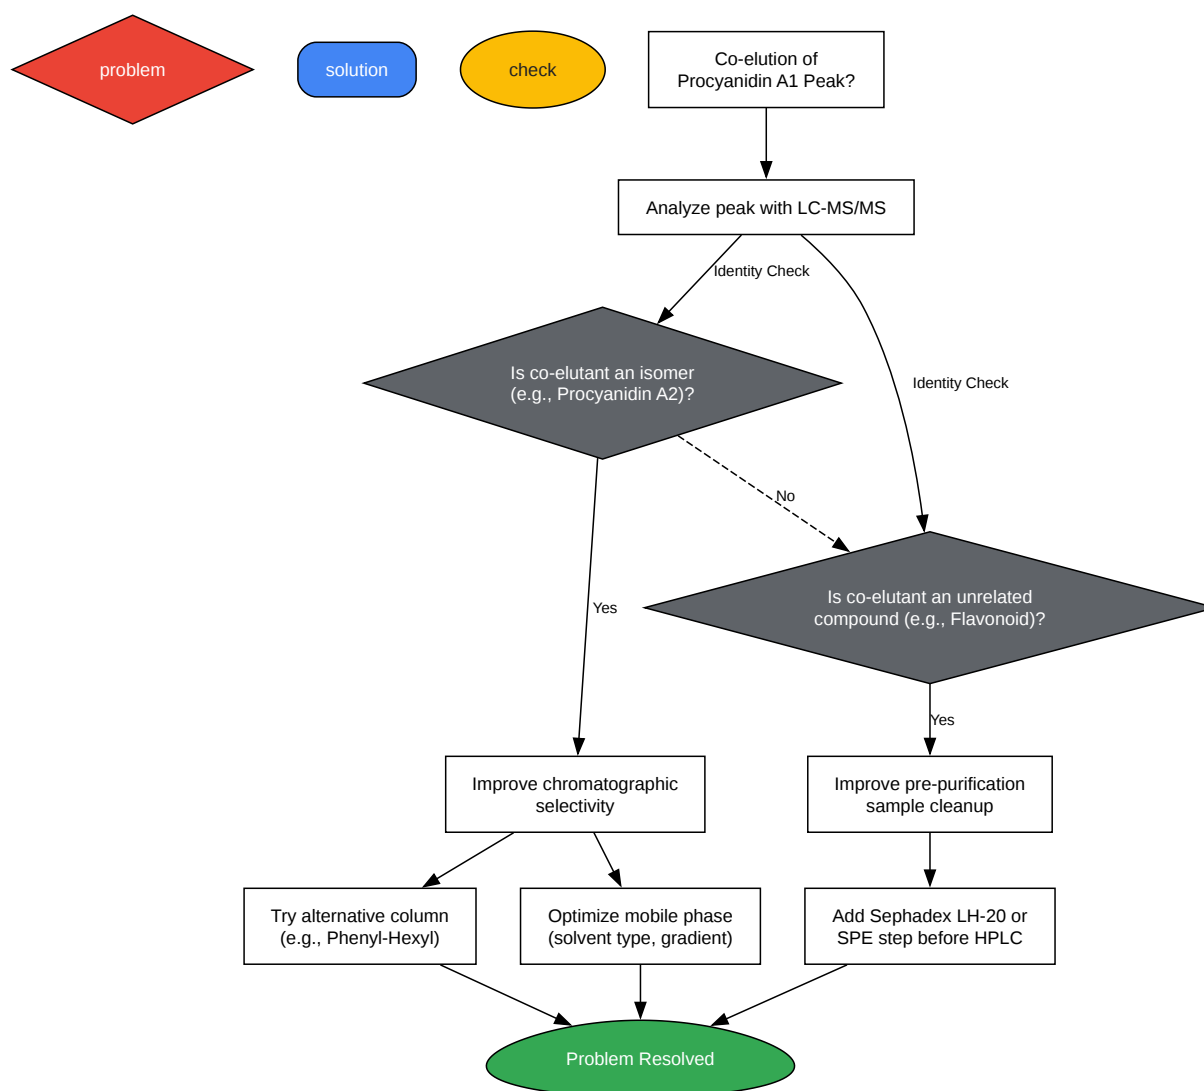 problem
solution
check
Co-elution of
Procyanidin A1 Peak?
Analyze peak with LC-MS/MS
Identity Check
Is co-elutant an isomer
(e.g., Procyanidin A2)?
Identity Check
No
Is co-elutant an unrelated
compound (e.g., Flavonoid)?
Yes
Yes
Improve chromatographic
selectivity
Improve pre-purification
sample cleanup
Try alternative column
(e.g., Phenyl-Hexyl)
Optimize mobile phase
(solvent type, gradient)
Add Sephadex LH-20 or
SPE step before HPLC
Problem Resolved